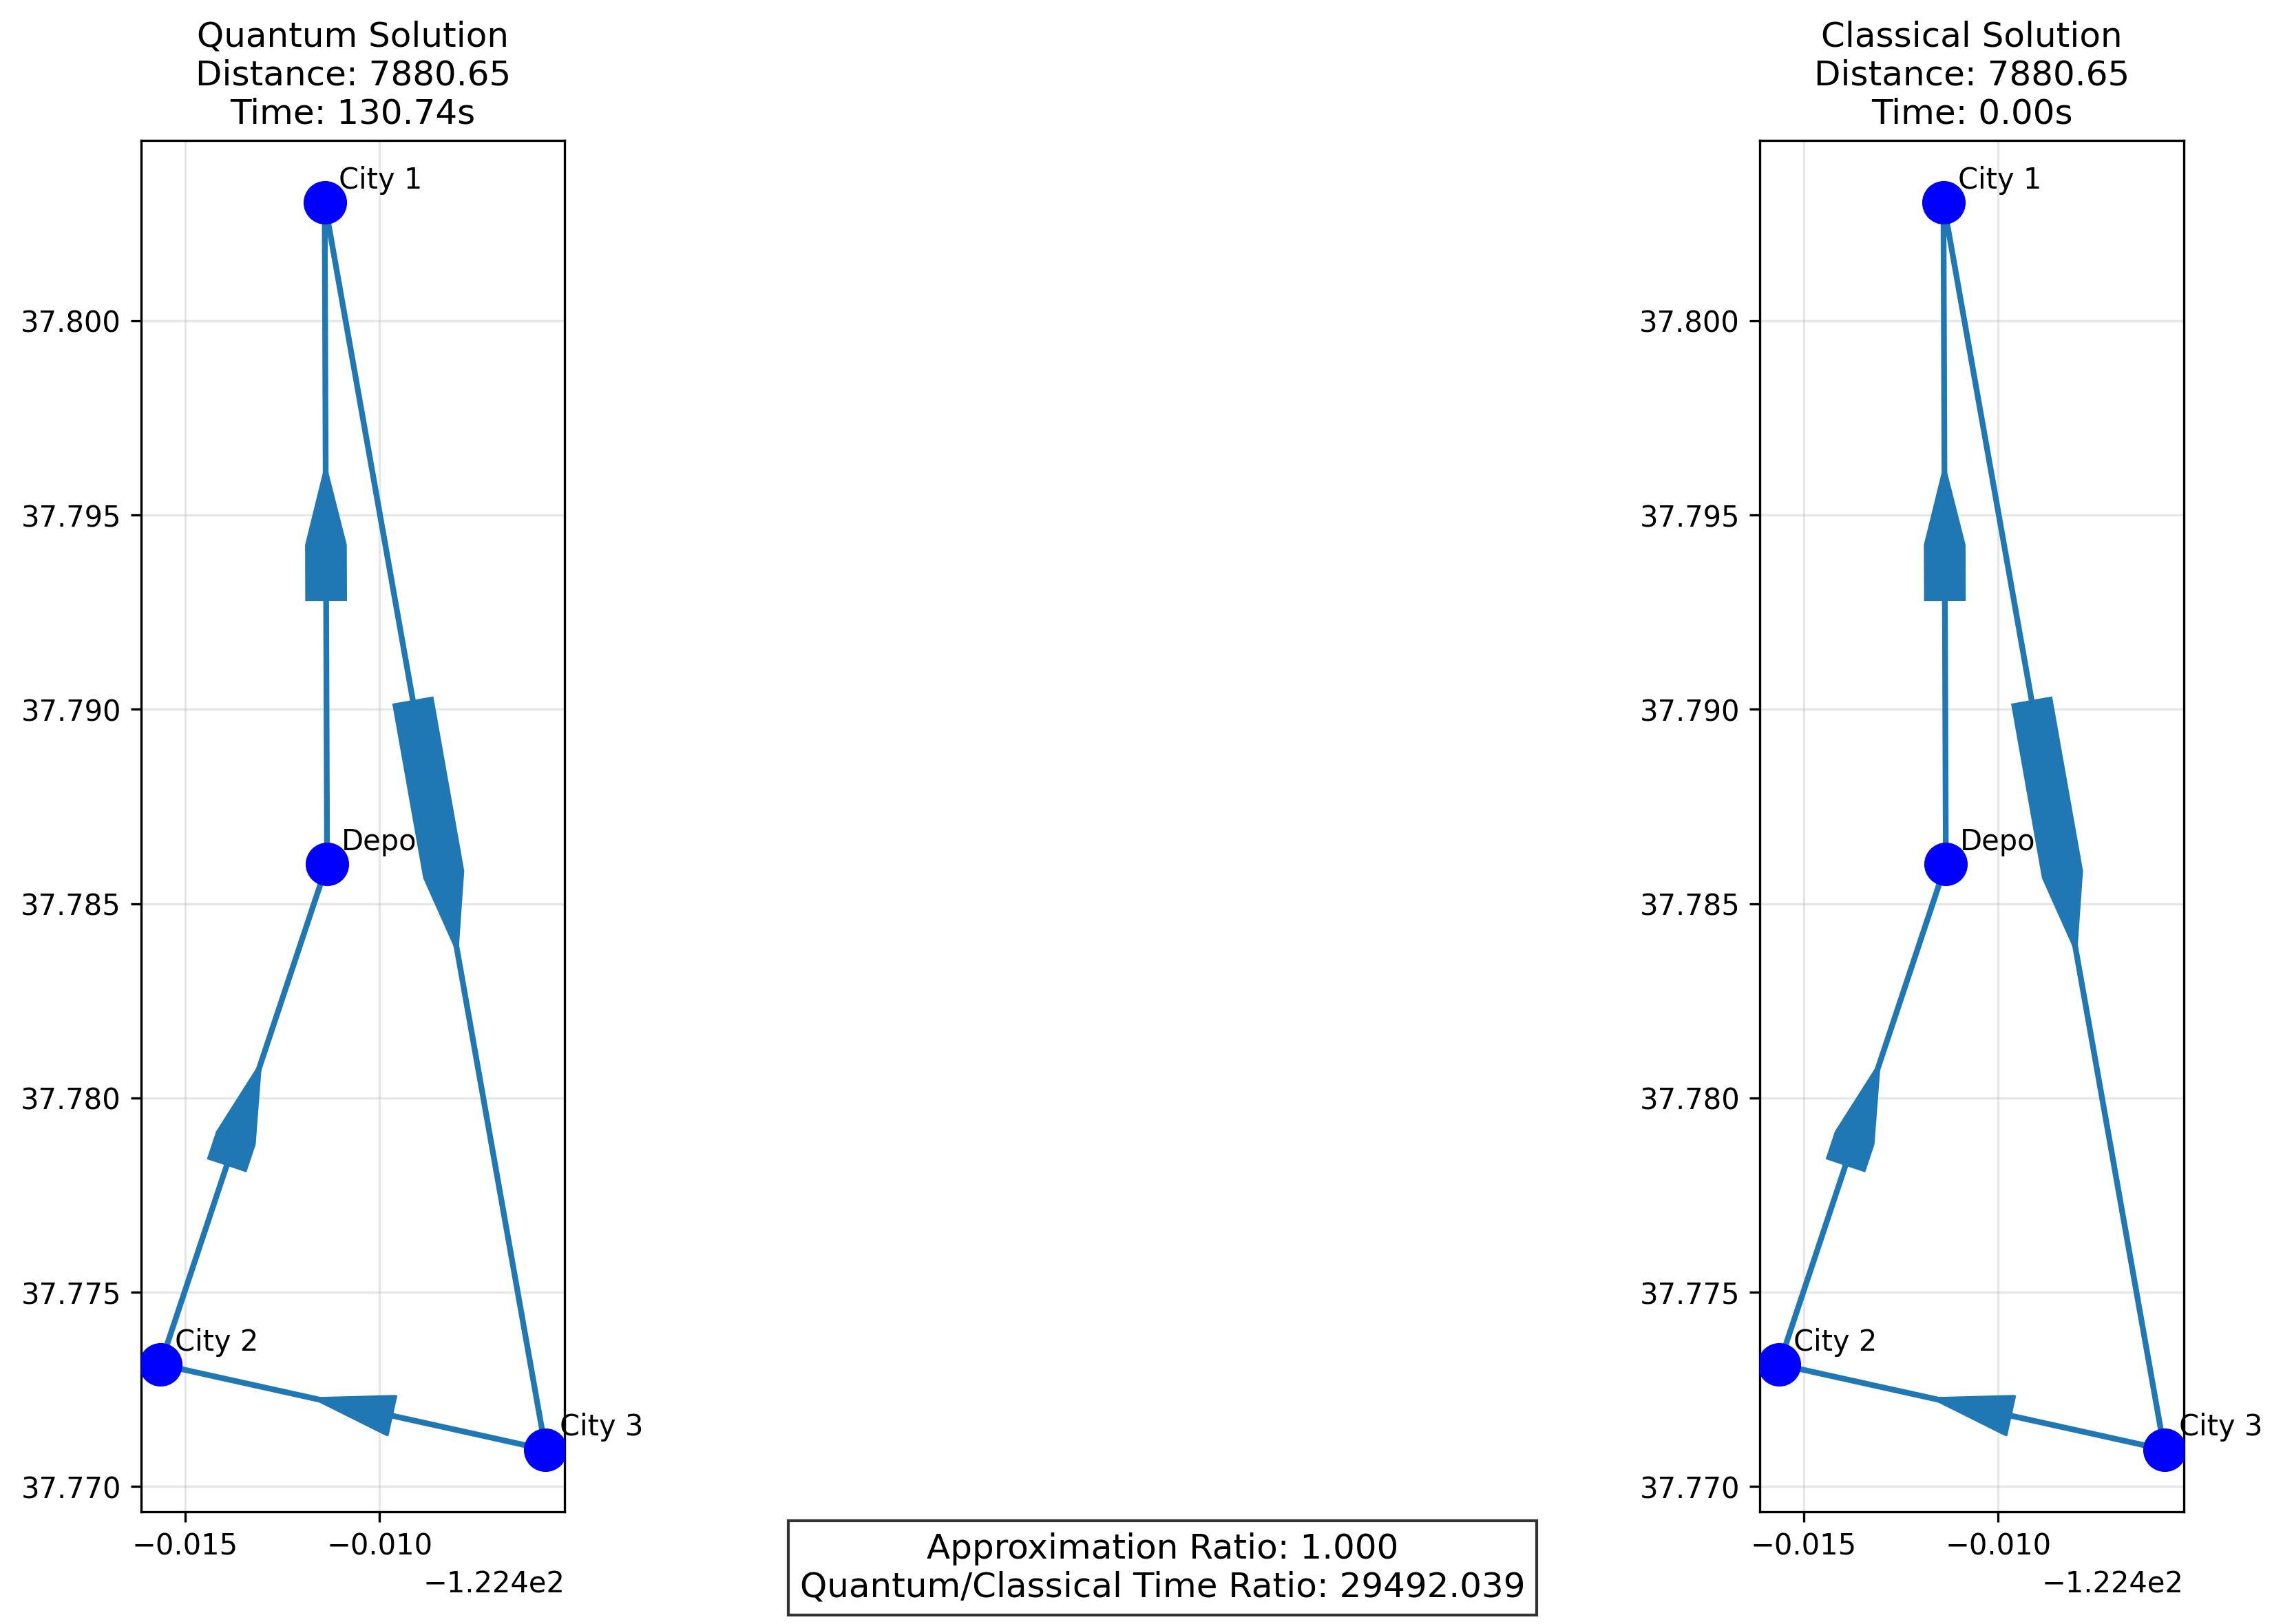 Quantum Solution
Distance: 7880.65
Time: 130.74s
City 1
37.800
37.795
37.790
Depo
37.785
37.780
37.775
City 2
City 3
37.770
−0.015
−0.010
−1.224e2
Classical Solution
Distance: 7880.65
Time: 0.00s
City 1
37.800
37.795
37.790
Depo
37.785
37.780
37.775
City 2
City 3
37.770
−0.015
−0.010
−1.224e2
Approximation Ratio: 1.000
Quantum/Classical Time Ratio: 29492.039